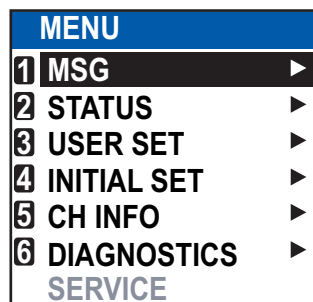 MENU
1 MSG ▶
2 STATUS ▶
3 USER SET ▶
4 INITIAL SET ▶
5 CH INFO ▶
6 DIAGNOSTICS ▶
SERVICE